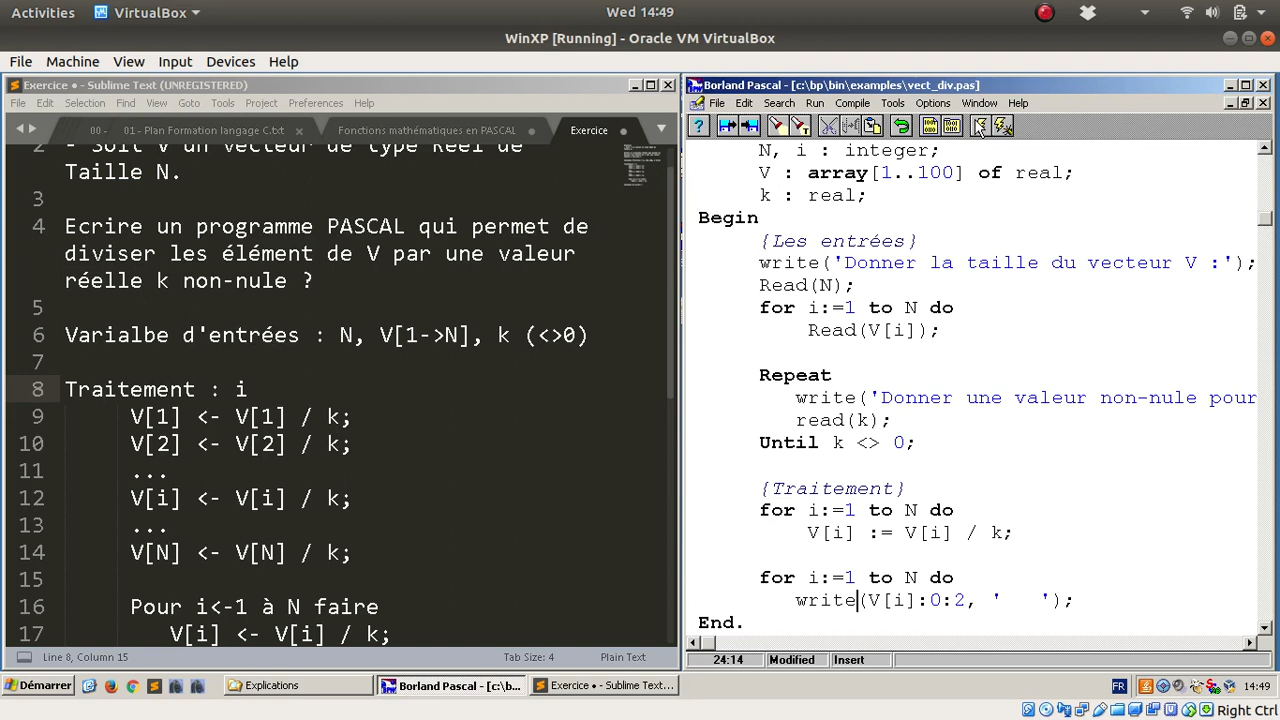 Activities VirtualBox Wed 14:49
WinXP [Running] - Oracle VM VirtualBox
File Machine View Input Devices Help
Exercice • - Sublime Text (UNREGISTERED)
File Edit Selection Find View Goto Tools Project Preferences Help
00 - 01 - Plan Formation langage C.txt Fonctions mathématiques en PASCAL Exercice
2 - Soit V un vecteur de type Réel de
Taille N.
3
4 Ecrire un programme PASCAL qui permet de
diviser les élément de V par une valeur
réelle k non-nule ?
5
6 Varialbe d'entrées : N, V[1->N], k (<>0)
7
8 Traitement : i
9 V[1] <- V[1] / k;
10 V[2] <- V[2] / k;
11 ...
12 V[i] <- V[i] / k;
13 ...
14 V[N] <- V[N] / k;
15
16 Pour i<-1 à N faire
17 V[i] <- V[i] / k;
Line 8, Column 15 Tab Size: 4 Plain Text
Borland Pascal - [c:\bp\bin\examples\vect_div.pas]
File Edit Search Run Compile Tools Options Window Help
N, i : integer;
V : array[1..100] of real;
k : real;
Begin
{Les entrées}
write('Donner la taille du vecteur V :');
Read(N);
for i:=1 to N do
Read(V[i]);
Repeat
write('Donner une valeur non-nule pour
read(k);
Until k <> 0;
{Traitement}
for i:=1 to N do
V[i] := V[i] / k;
for i:=1 to N do
write(V[i]:0:2, '   ');
End.
24:14 Modified Insert
Démarrer Explications Borland Pascal - [c:\b... Exercice • - Sublime Text... FR 14:49
Right Ctrl